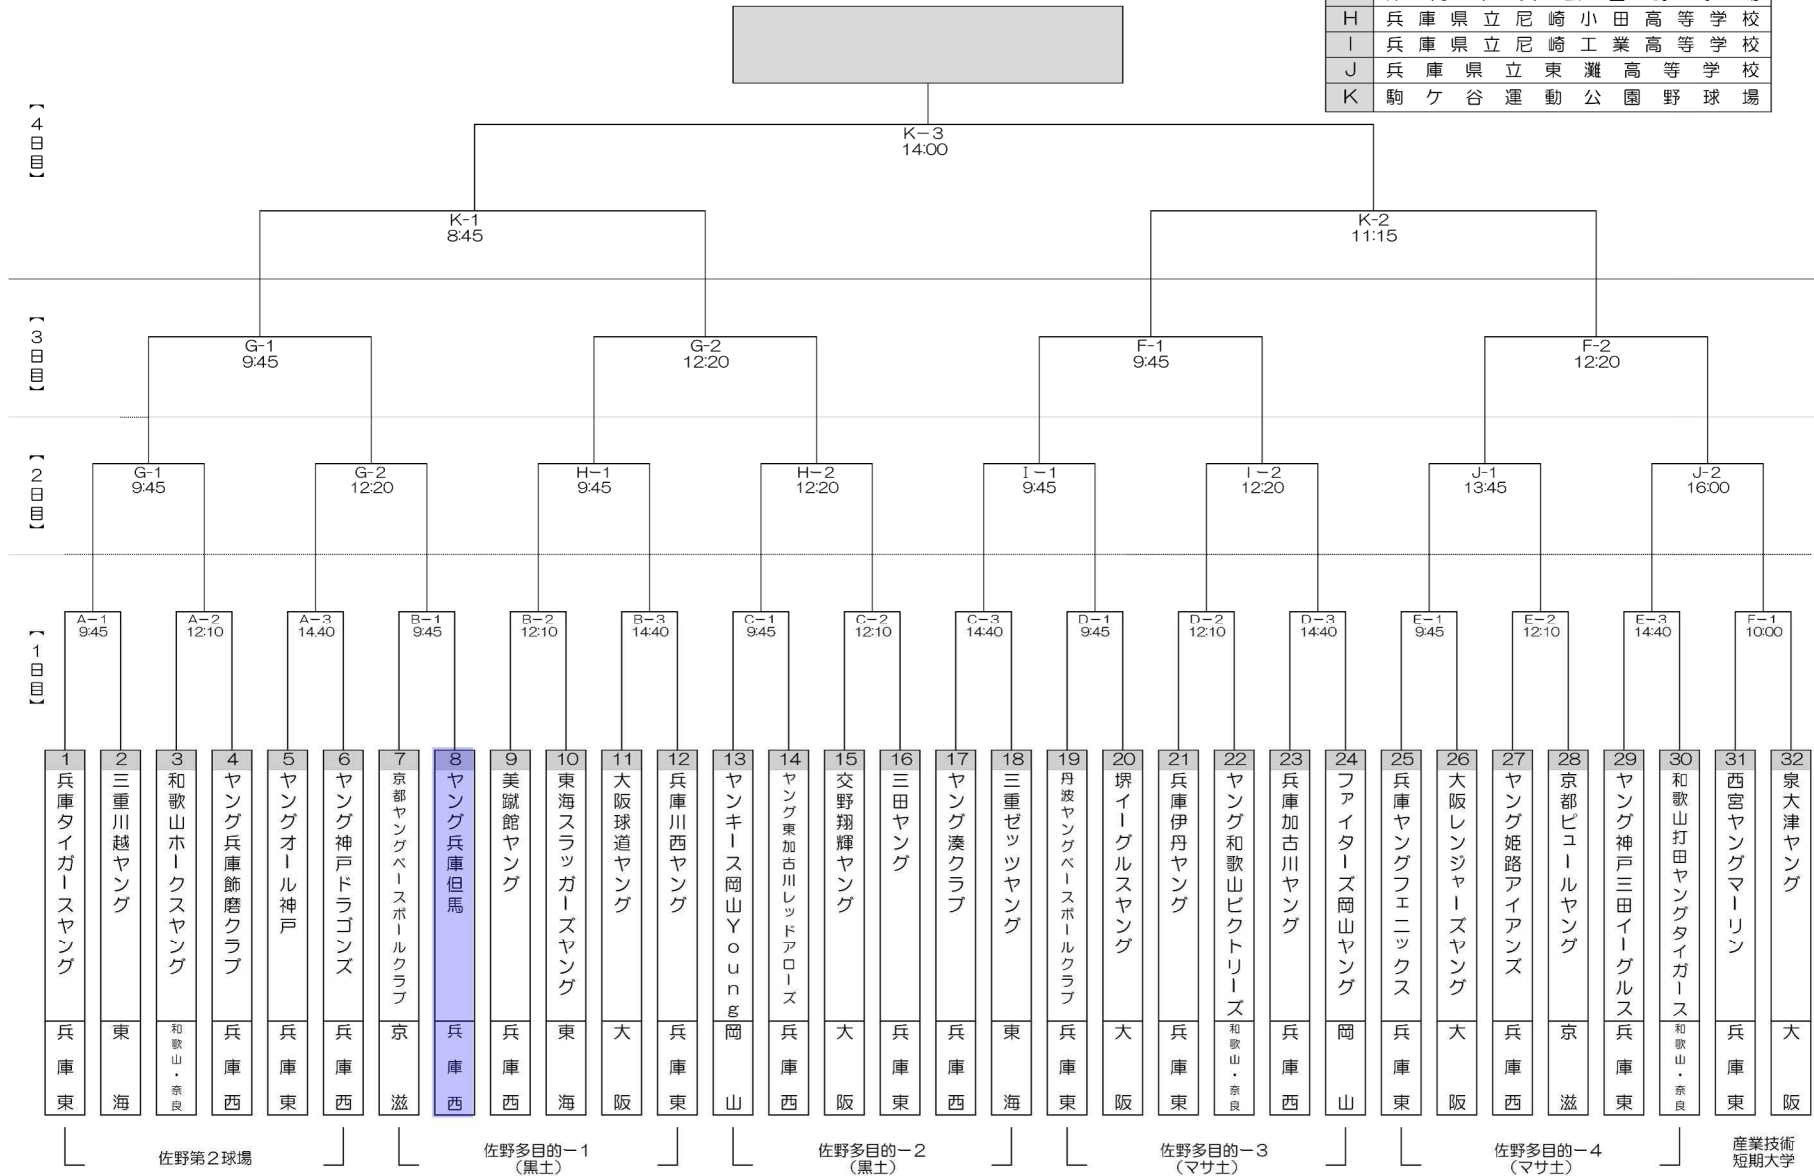 H 兵庫県立尼崎小田高等学校
I 兵庫県立尼崎工業高等学校
J 兵庫県立東灘高等学校
K 駒ケ谷運動公園野球場
【4日目】
K-3
14:00
K-1
8:45
K-2
11:15
【3日目】
G-1
9:45
G-2
12:20
F-1
9:45
F-2
12:20
【2日目】
G-1
9:45
G-2
12:20
H-1
9:45
H-2
12:20
I-1
9:45
I-2
12:20
J-1
13:45
J-2
16:00
【1日目】
A-1
9:45
A-2
12:10
A-3
14.40
B-1
9:45
B-2
12:10
B-3
14:40
C-1
9:45
C-2
12:10
C-3
14:40
D-1
9:45
D-2
12:10
D-3
14:40
E-1
9:45
E-2
12:10
E-3
14:40
F-1
10:00
1 兵庫タイガースヤング 兵庫東
2 三重川越ヤング 東海
3 和歌山ホークスヤング 和歌山・奈良
4 ヤング兵庫飾磨クラブ 兵庫西
5 ヤングオール神戸 兵庫東
6 ヤング神戸ドラゴンズ 兵庫西
7 京都ヤングベースボールクラブ 京滋
8 ヤング兵庫但馬 兵庫西
9 美蹴館ヤング 兵庫西
10 東海スラッガーズヤング 東海
11 大阪球道ヤング 大阪
12 兵庫川西ヤング 兵庫東
13 ヤンキース岡山Young 岡山
14 ヤング東加古川レッドアローズ 兵庫西
15 交野翔輝ヤング 大阪
16 三田ヤング 兵庫東
17 ヤング湊クラブ 兵庫西
18 三重ゼッツヤング 東海
19 丹波ヤングベースボールクラブ 兵庫東
20 堺イーグルスヤング 大阪
21 兵庫伊丹ヤング 兵庫東
22 ヤング和歌山ビクトリーズ 和歌山・奈良
23 兵庫加古川ヤング 兵庫西
24 ファイターズ岡山ヤング 岡山
25 兵庫ヤングフェニックス 兵庫東
26 大阪レンジャーズヤング 大阪
27 ヤング姫路アイアンズ 兵庫西
28 京都ピュールヤング 京滋
29 ヤング神戸三田イーグルス 兵庫東
30 和歌山打田ヤングタイガース 和歌山・奈良
31 西宮ヤングマーリン 兵庫東
32 泉大津ヤング 大阪
佐野第2球場
佐野多目的-1
（黒土）
佐野多目的-2
（黒土）
佐野多目的-3
（マサ土）
佐野多目的-4
（マサ土）
産業技術
短期大学